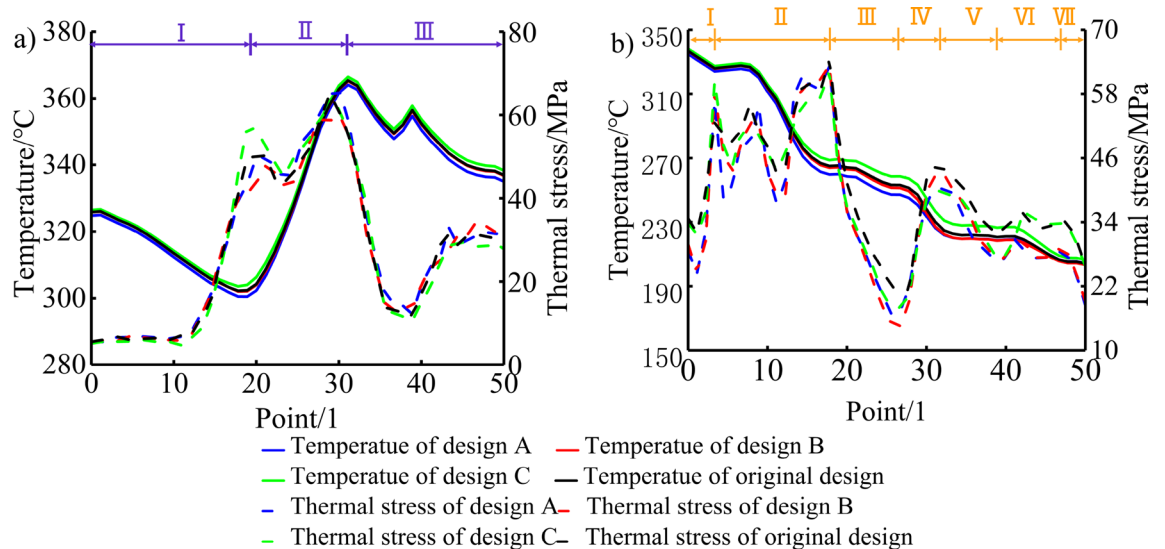 a)
I II III
Temperature/°C
380
360
340
320
300
280
80
60
40
20
0
Thermal stress/MPa
0 10 20 30 40 50
Point/1
b)
I II III IV V VI VII
Temperature/°C
350
310
270
230
190
150
70
58
46
34
22
10
Thermal stress/MPa
0 10 20 30 40 50
Point/1
Temperatue of design A
Temperatue of design B
Temperatue of design C
Temperatue of original design
Thermal stress of design A
Thermal stress of design B
Thermal stress of design C
Thermal stress of original design